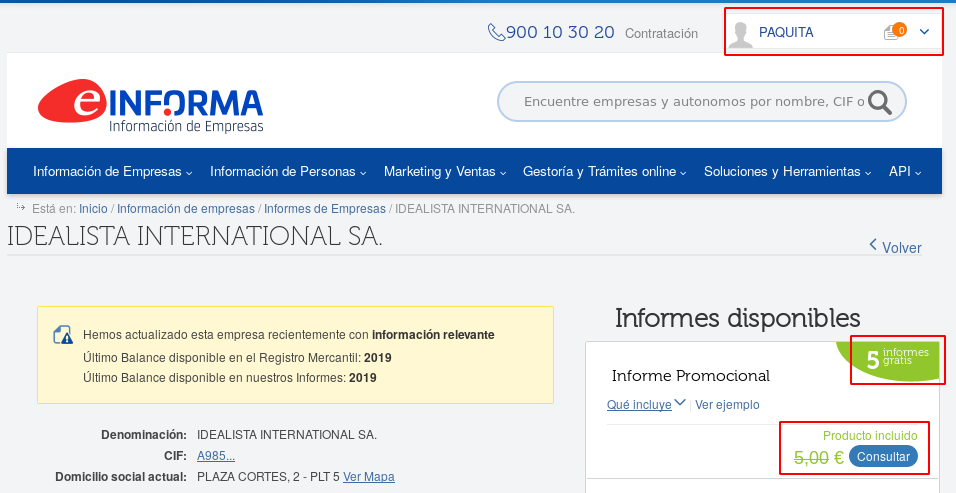 900 10 30 20 Contratación PAQUITA 0
eINFORMA
Información de Empresas
Encuentre empresas y autonomos por nombre, CIF o
Información de Empresas Información de Personas Marketing y Ventas Gestoría y Trámites online Soluciones y Herramientas API
Está en: Inicio / Información de empresas / Informes de Empresas / IDEALISTA INTERNATIONAL SA.
IDEALISTA INTERNATIONAL SA.
Volver
Hemos actualizado esta empresa recientemente con información relevante
Último Balance disponible en el Registro Mercantil: 2019
Último Balance disponible en nuestros Informes: 2019
Denominación: IDEALISTA INTERNATIONAL SA.
CIF: A985...
Domicilio social actual: PLAZA CORTES, 2 - PLT 5 Ver Mapa
Informes disponibles
5 informes
gratis
Informe Promocional
Qué incluye | Ver ejemplo
Producto incluido
5,00 € Consultar